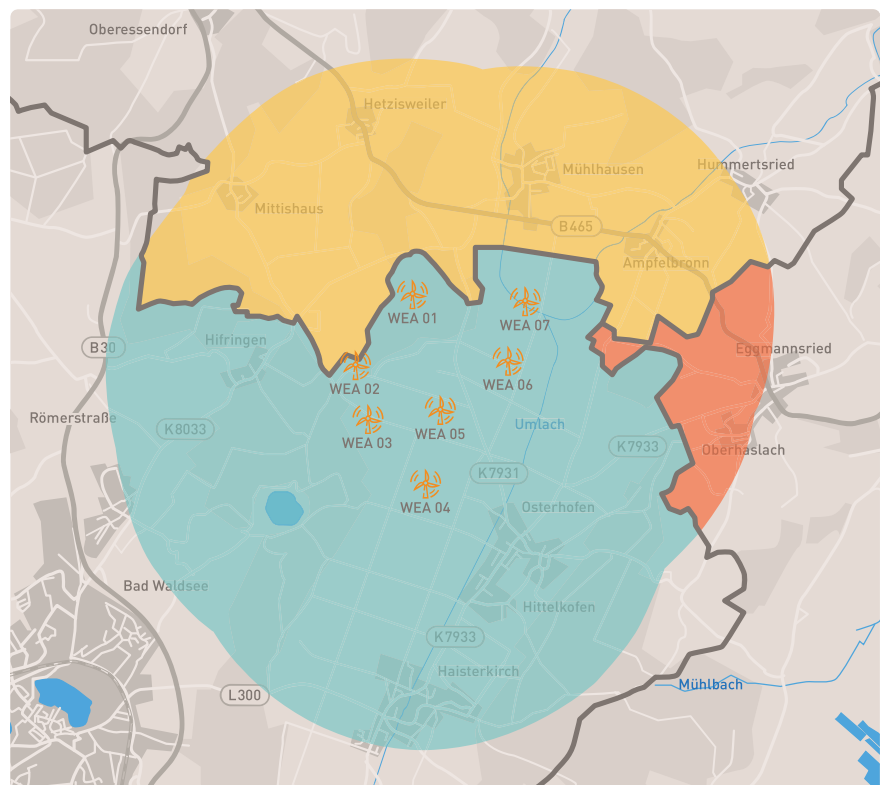 Oberessendorf
Hetzisweiler
Mühlhausen
Hummertsried
Mittishaus
B465
Ampfelbronn
WEA 01
WEA 07
B30
Hifringen
Eggmannsried
WEA 02
WEA 06
Römerstraße
K8033
WEA 03
WEA 05
Umlach
K7933
Oberhaslach
K7931
WEA 04
Osterhofen
Bad Waldsee
Hittelkofen
K7933
Haisterkirch
L300
Mühlbach